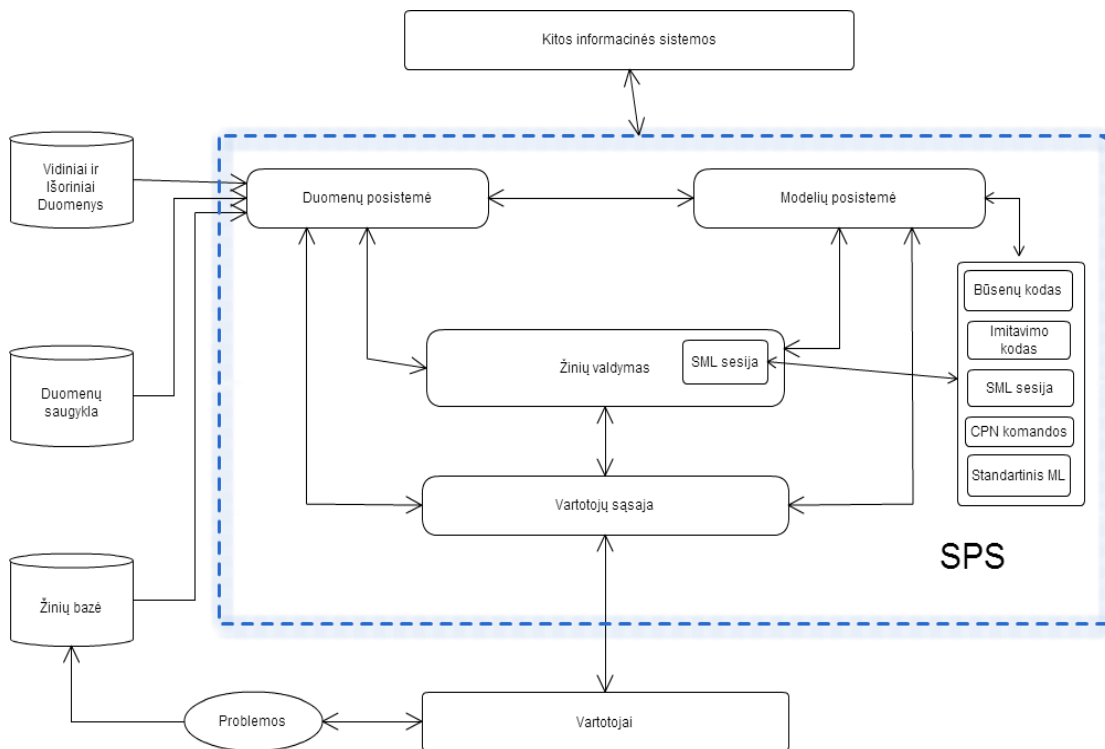 Kitos informacinės sistemos
Vidiniai ir
Išoriniai
Duomenys
Duomenų posistemė
Modelių posistemė
Būsenų kodas
Imitavimo
kodas
SML sesija
CPN komandos
Standartinis ML
Žinių valdymas
SML sesija
Duomenų
saugykla
Vartotojų sąsaja
SPS
Žinių bazė
Problemos
Vartotojai